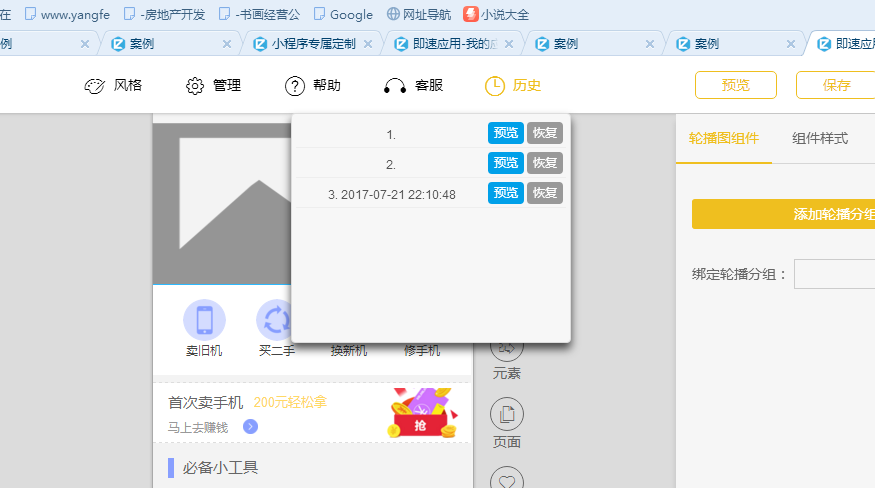 在 www.yangfe -房地产开发 -书画经营公 Google 网址导航 小说大全
例 案例 小程序专属定制 即速应用-我的应 案例 案例 即速应用
风格 管理 帮助 客服 历史 预览 保存
1. 预览 恢复
2. 预览 恢复
3. 2017-07-21 22:10:48 预览 恢复
轮播图组件 组件样式
添加轮播分组
绑定轮播分组：
卖旧机 买二手 换新机 修手机
元素
首次卖手机 200元轻松拿
马上去赚钱
抢
页面
必备小工具